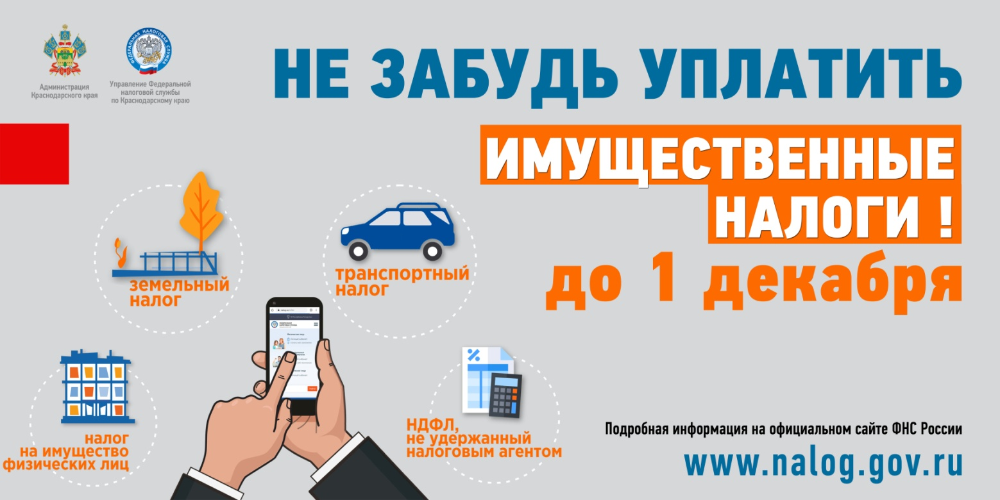 ФЕДЕРАЛЬНАЯ НАЛОГОВАЯ СЛУЖБА
Администрация
Краснодарского края
Управление Федеральной
налоговой службы
по Краснодарскому краю
НЕ ЗАБУДЬ УПЛАТИТЬ
ИМУЩЕСТВЕННЫЕ
НАЛОГИ !
до 1 декабря
земельный
налог
транспортный
налог
налог
на имущество
физических лиц
%
НДФЛ,
не удержанный
налоговым агентом
Подробная информация на официальном сайте ФНС России
www.nalog.gov.ru